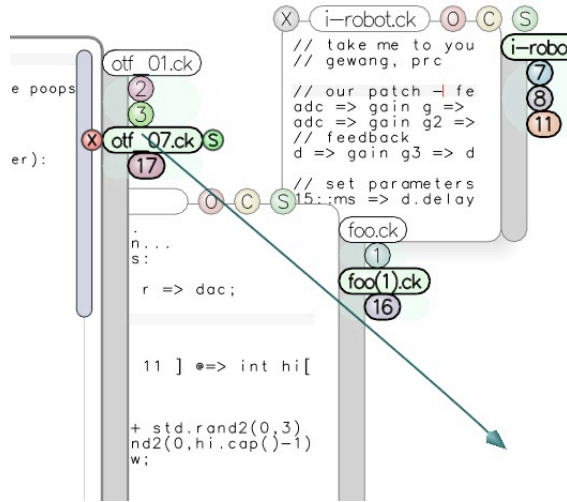 X i-robot.ck O C S
// take me to you
// gewang, prc
// our patch - fe
adc => gain g =>
adc => gain g2 =>
// feedback
d => gain g3 => d
// set parameters
15::ms => d.delay
i-robo
7
8
11
otf_01.ck
2
3
X otf_07.ck S
17
e poops
er):
O C S
n...
s:
r => dac;
11 ] @=> int hi[
+ std.rand2(0,3)
nd2(0,hi.cap()-1)
w;
foo.ck
1
foo(1).ck
16